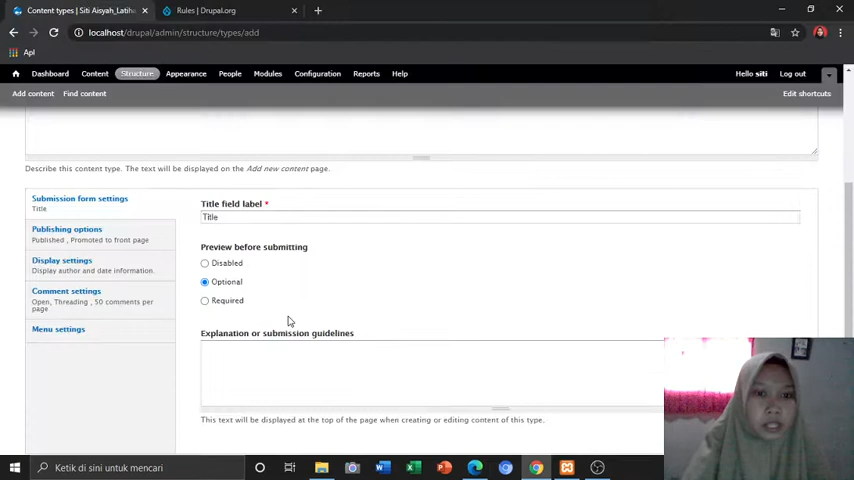 Content types | Siti Aisyah_Latiha
Rules | Drupal.org
localhost/drupal/admin/structure/types/add
Apl
Dashboard Content Structure Appearance People Modules Configuration Reports Help
Hello siti Log out
Add content Find content
Edit shortcuts
Describe this content type. The text will be displayed on the Add new content page.
Submission form settings
Title
Publishing options
Published , Promoted to front page
Display settings
Display author and date information.
Comment settings
Open, Threading , 50 comments per
page
Menu settings
Title field label *
Title
Preview before submitting
Disabled
Optional
Required
Explanation or submission guidelines
This text will be displayed at the top of the page when creating or editing content of this type.
Ketik di sini untuk mencari